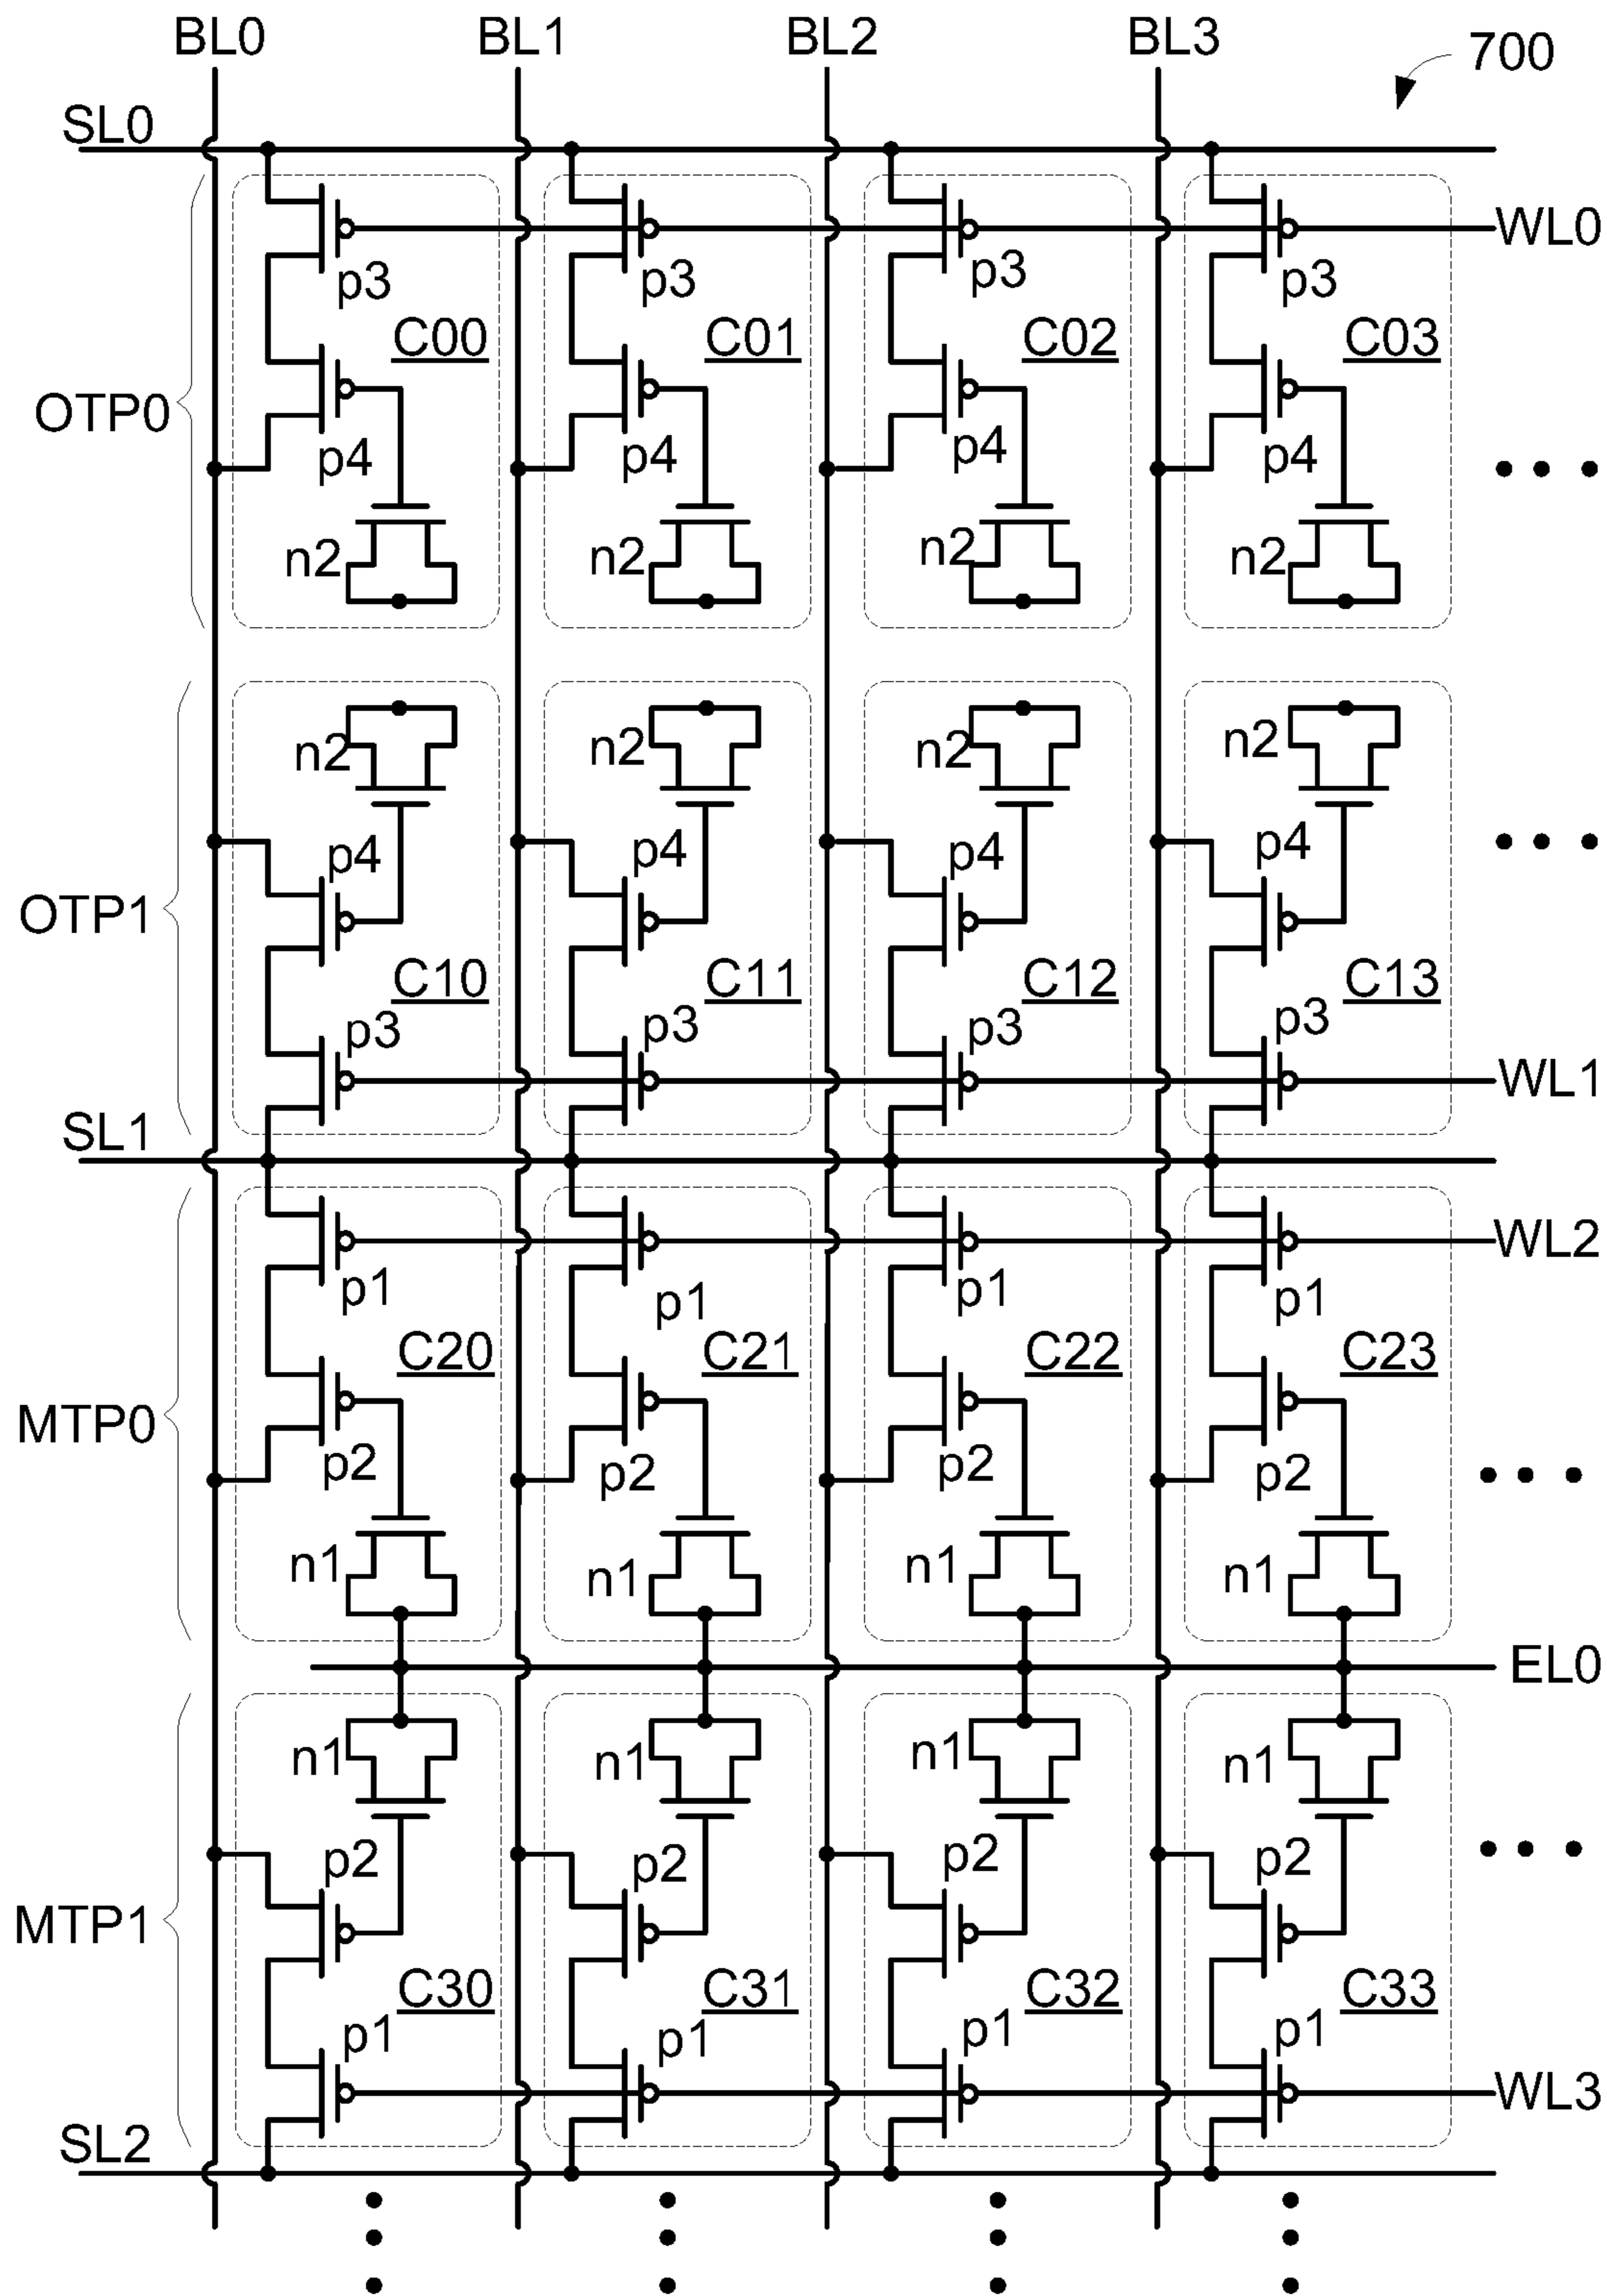 BL0 BL1 BL2 BL3 700
SL0
WL0
p3 p3 p3 p3
C00 C01 C02 C03
OTP0
p4 p4 p4 p4
n2 n2 n2 n2
n2 n2 n2 n2
p4 p4 p4 p4
OTP1
C10 C11 C12 C13
p3 p3 p3 p3
WL1
SL1
WL2
p1 p1 p1 p1
C20 C21 C22 C23
MTP0
p2 p2 p2 p2
n1 n1 n1 n1
EL0
n1 n1 n1 n1
p2 p2 p2 p2
MTP1
C30 C31 C32 C33
p1 p1 p1 p1
WL3
SL2